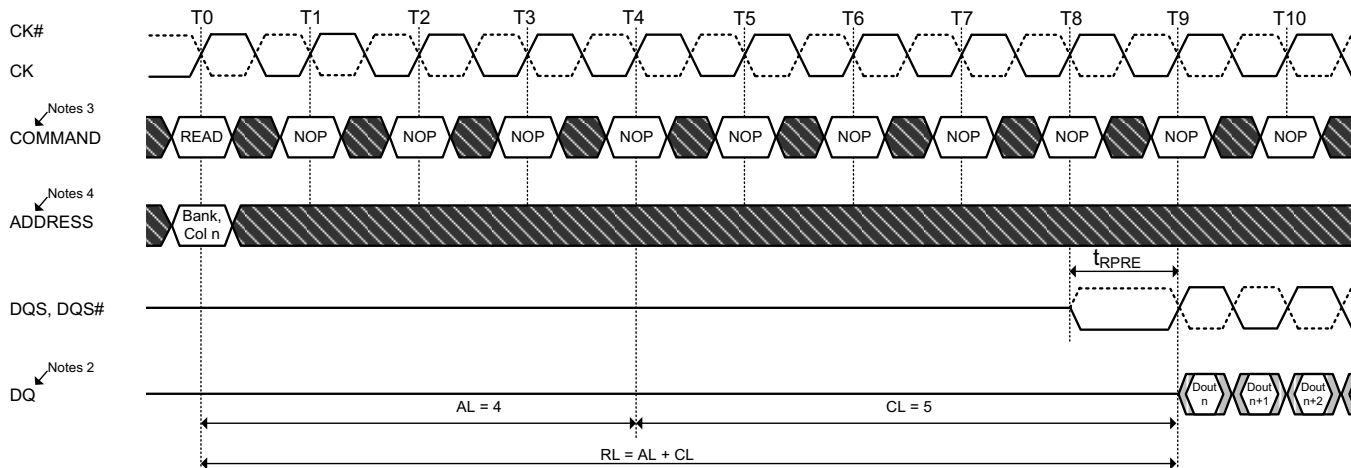 T0 T1 T2 T3 T4 T5 T6 T7 T8 T9 T10
CK#
CK
Notes 3
COMMAND READ NOP NOP NOP NOP NOP NOP NOP NOP NOP NOP
Notes 4
ADDRESS
Bank,
Col n
tRPRE
DQS, DQS#
Notes 2
DQ
Dout
n
Dout
n+1
Dout
n+2
AL = 4
CL = 5
RL = AL + CL